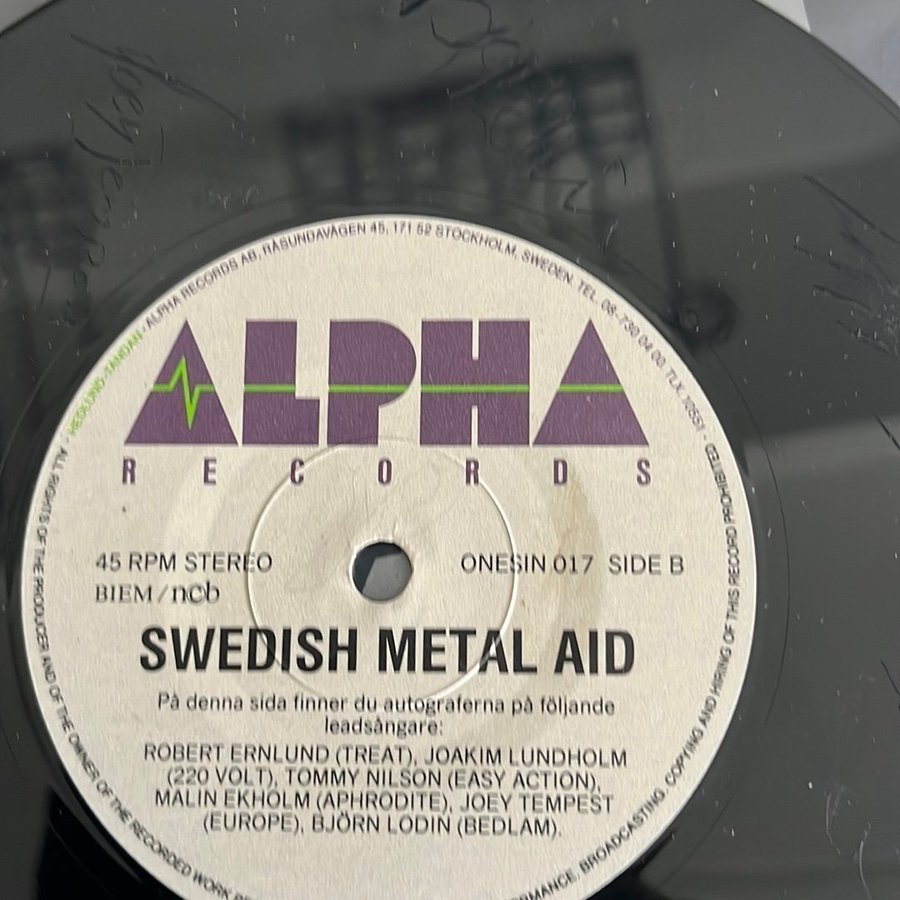 Joey Tempest
HEDLUND-TANDAN - ALPHA RECORDS AB, RÅSUNDAVÄGEN 45, 171 52 STOCKHOLM, SWEDEN. TEL. 08-730 04 00 TLX. 10551 -
ALPHA
RECORDS
45 RPM STEREO
ONESIN 017 SIDE B
BIEM/ncb
SWEDISH METAL AID
På denna sida finner du autograferna på följande
leadsångare:
ROBERT ERNLUND (TREAT), JOAKIM LUNDHOLM
(220 VOLT), TOMMY NILSON (EASY ACTION),
MALIN EKHOLM (APHRODITE), JOEY TEMPEST
(EUROPE), BJÖRN LODIN (BEDLAM).
ALL RIGHTS OF THE PRODUCER AND OF THE OWNER OF THE RECORDED WORK
BROADCASTING, COPYING AND HIRING OF THIS RECORD PROHIBITED